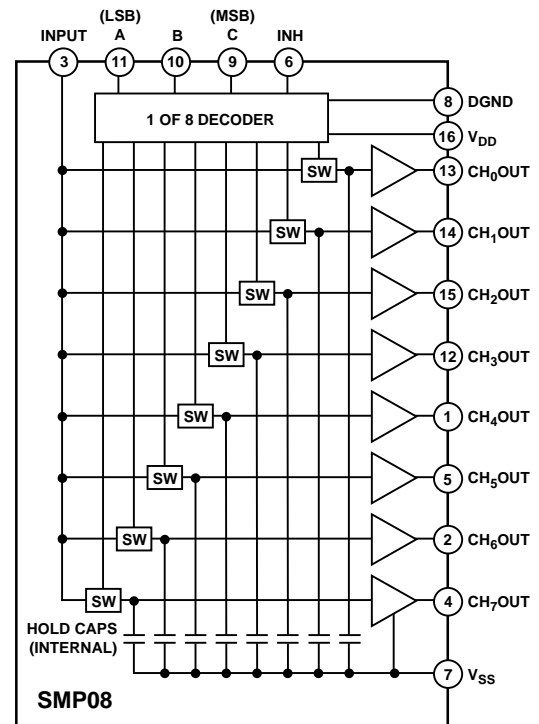 (LSB) (MSB)
INPUT A B C INH
3 11 10 9 6
8 DGND
1 OF 8 DECODER
16 VDD
SW 13 CH0OUT
SW 14 CH1OUT
SW 15 CH2OUT
SW 12 CH3OUT
SW 1 CH4OUT
SW 5 CH5OUT
SW 2 CH6OUT
SW 4 CH7OUT
HOLD CAPS
(INTERNAL)
7 VSS
SMP08